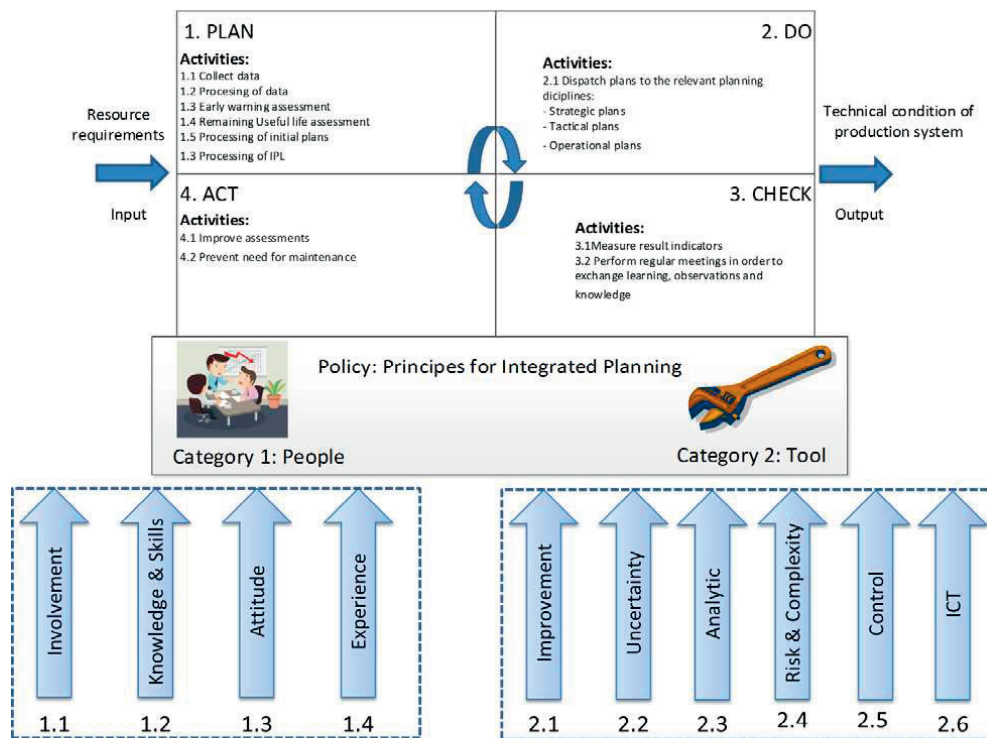 1. PLAN
Activities:
1.1 Collect data
1.2 Procesing of data
1.3 Early warning assessment
1.4 Remaining Useful life assessment
1.5 Processing of initial plans
1.3 Processing of IPL
2. DO
Activities:
2.1 Dispatch plans to the relevant planning
diciplines:
- Strategic plans
- Tactical plans
- Operational plans
Resource
requirements
Input
Technical condition of
production system
Output
4. ACT
Activities:
4.1 Improve assessments
4.2 Prevent need for maintenance
3. CHECK
Activities:
3.1Measure result indicators
3.2 Perform regular meetings in order to
exchange learning, observations and
knowledge
Policy: Principes for Integrated Planning
Category 1: People
Category 2: Tool
Involvement
Knowledge & Skills
Attitude
Experience
1.1
1.2
1.3
1.4
Improvement
Uncertainty
Analytic
Risk & Complexity
Control
ICT
2.1
2.2
2.3
2.4
2.5
2.6